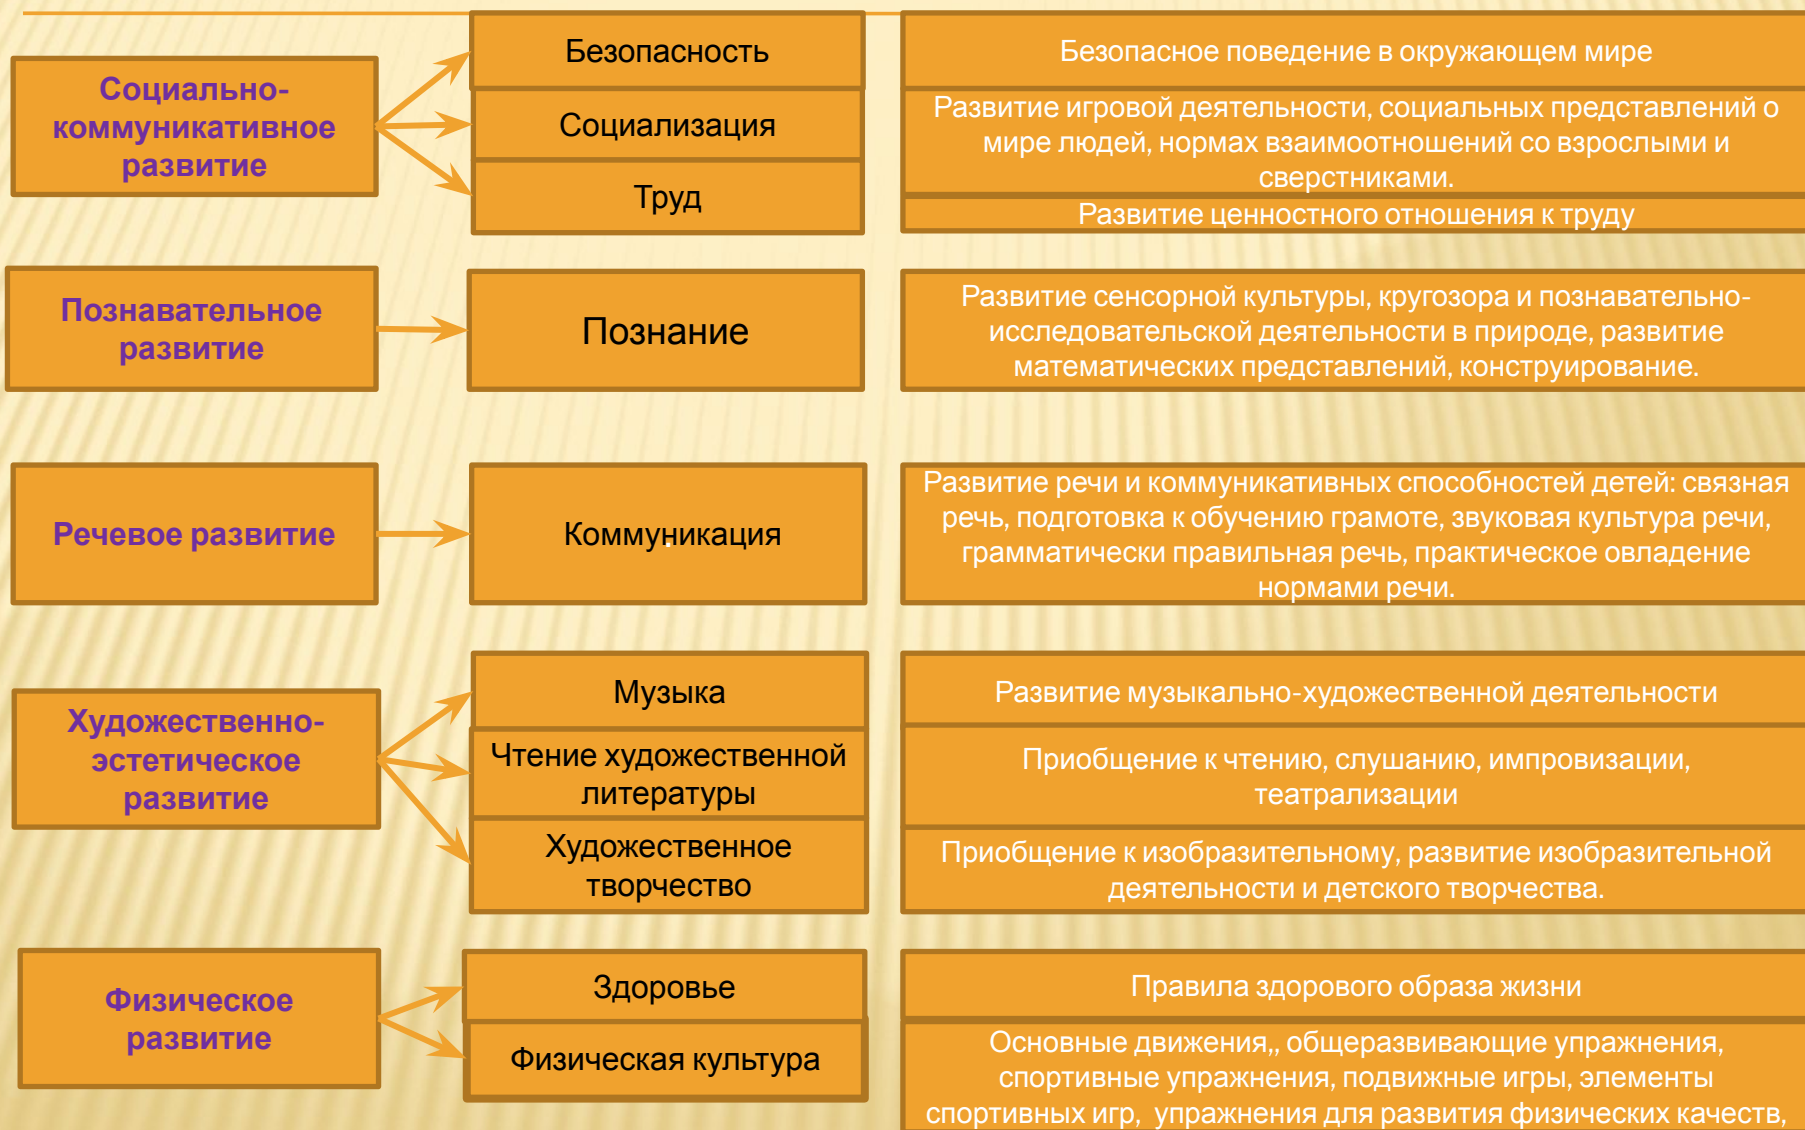 Социально-
коммуникативное
развитие
Безопасность
Безопасное поведение в окружающем мире
Социализация
Развитие игровой деятельности, социальных представлений о
мире людей, нормах взаимоотношений со взрослыми и
сверстниками.
Труд
Развитие ценностного отношения к труду
Познавательное
развитие
Познание
Развитие сенсорной культуры, кругозора и познавательно-
исследовательской деятельности в природе, развитие
математических представлений, конструирование.
Речевое развитие
Коммуникация
Развитие речи и коммуникативных способностей детей: связная
речь, подготовка к обучению грамоте, звуковая культура речи,
грамматически правильная речь, практическое овладение
нормами речи.
Художественно-
эстетическое
развитие
Музыка
Развитие музыкально-художественной деятельности
Чтение художественной
литературы
Приобщение к чтению, слушанию, импровизации,
театрализации
Художественное
творчество
Приобщение к изобразительному, развитие изобразительной
деятельности и детского творчества.
Физическое
развитие
Здоровье
Правила здорового образа жизни
Физическая культура
Основные движения,, общеразвивающие упражнения,
спортивные упражнения, подвижные игры, элементы
спортивных игр, упражнения для развития физических качеств,